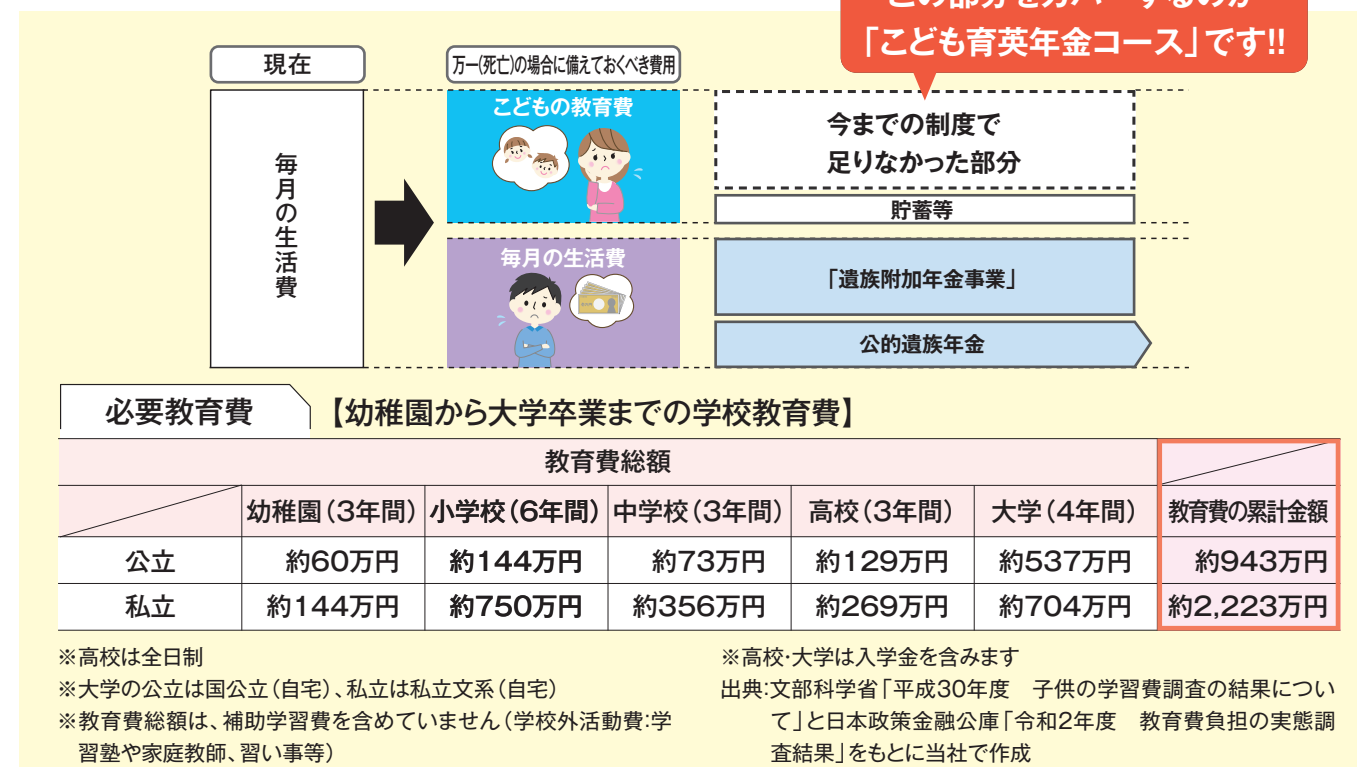 「こども育英年金コース」です!!
現在
万一(死亡)の場合に備えておくべき費用
毎月の生活費
こどもの教育費
今までの制度で
足りなかった部分
貯蓄等
毎月の生活費
「遺族附加年金事業」
公的遺族年金
必要教育費
【幼稚園から大学卒業までの学校教育費】
教育費総額
幼稚園(3年間) 小学校(6年間) 中学校(3年間) 高校(3年間) 大学(4年間) 教育費の累計金額
公立 約60万円 約144万円 約73万円 約129万円 約537万円 約943万円
私立 約144万円 約750万円 約356万円 約269万円 約704万円 約2,223万円
※高校は全日制
※大学の公立は国公立(自宅)、私立は私立文系(自宅)
※教育費総額は、補助学習費を含めていません(学校外活動費:学
習塾や家庭教師、習い事等)
※高校・大学は入学金を含みます
出典:文部科学省「平成30年度　子供の学習費調査の結果につい
て」と日本政策金融公庫「令和2年度　教育費負担の実態調
査結果」をもとに当社で作成